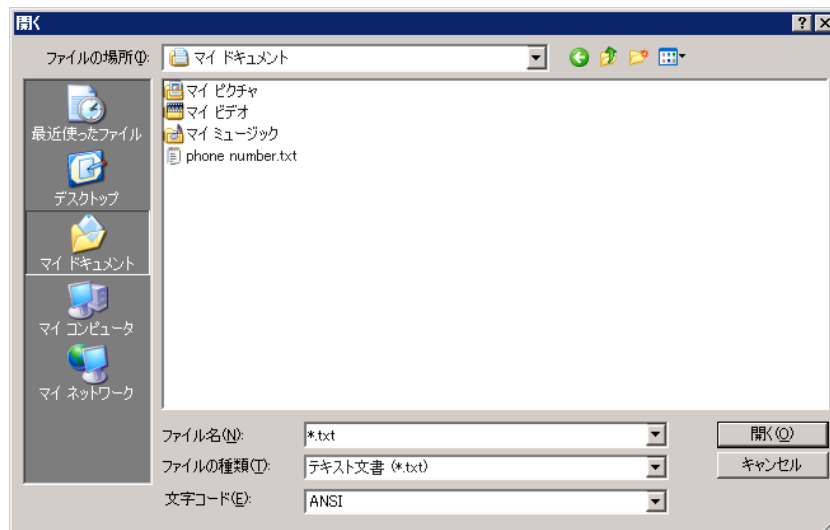 開く
ファイルの場所(I):
マイ ドキュメント
最近使ったファイル
デスクトップ
マイ ドキュメント
マイ コンピュータ
マイ ネットワーク
マイ ピクチャ
マイ ビデオ
マイ ミュージック
phone number.txt
ファイル名(N):
*.txt
開く(O)
ファイルの種類(T):
テキスト文書 (*.txt)
キャンセル
文字コード(E):
ANSI